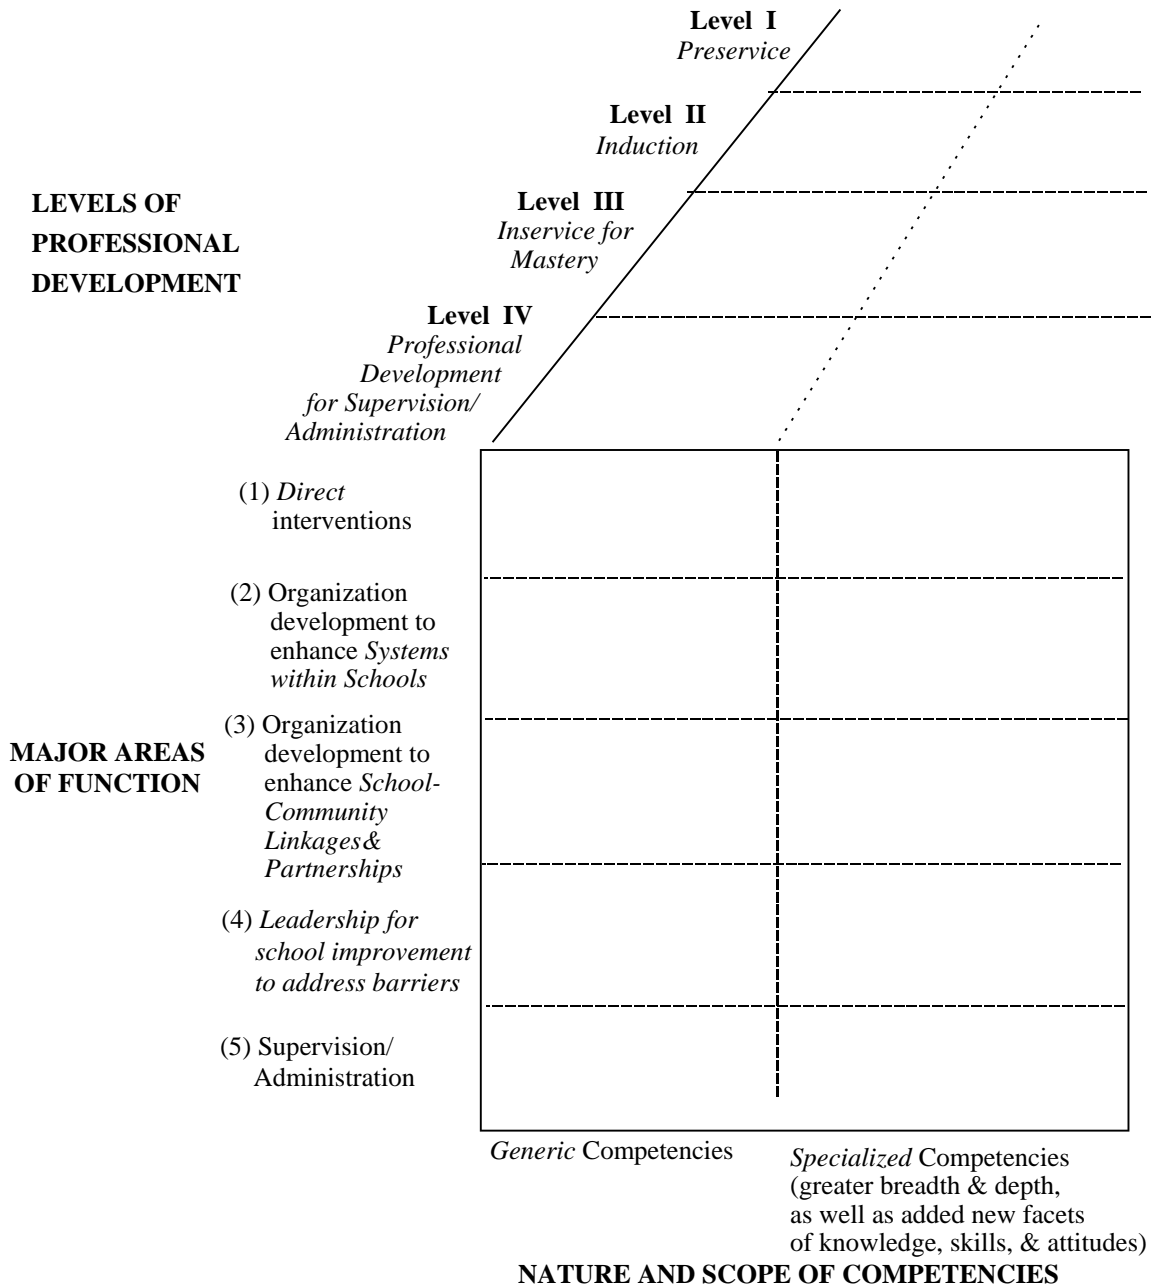 Level I
Preservice
Level II
Induction
LEVELS OF
PROFESSIONAL
DEVELOPMENT
Level III
Inservice for
Mastery
Level IV
Professional
Development
for Supervision/
Administration
(1) Direct
interventions
(2) Organization
development to
enhance Systems
within Schools
MAJOR AREAS
OF FUNCTION
(3) Organization
development to
enhance School-
Community
Linkages&
Partnerships
(4) Leadership for
school improvement
to address barriers
(5) Supervision/
Administration
Generic Competencies
Specialized Competencies
(greater breadth & depth,
as well as added new facets
of knowledge, skills, & attitudes)
NATURE AND SCOPE OF COMPETENCIES